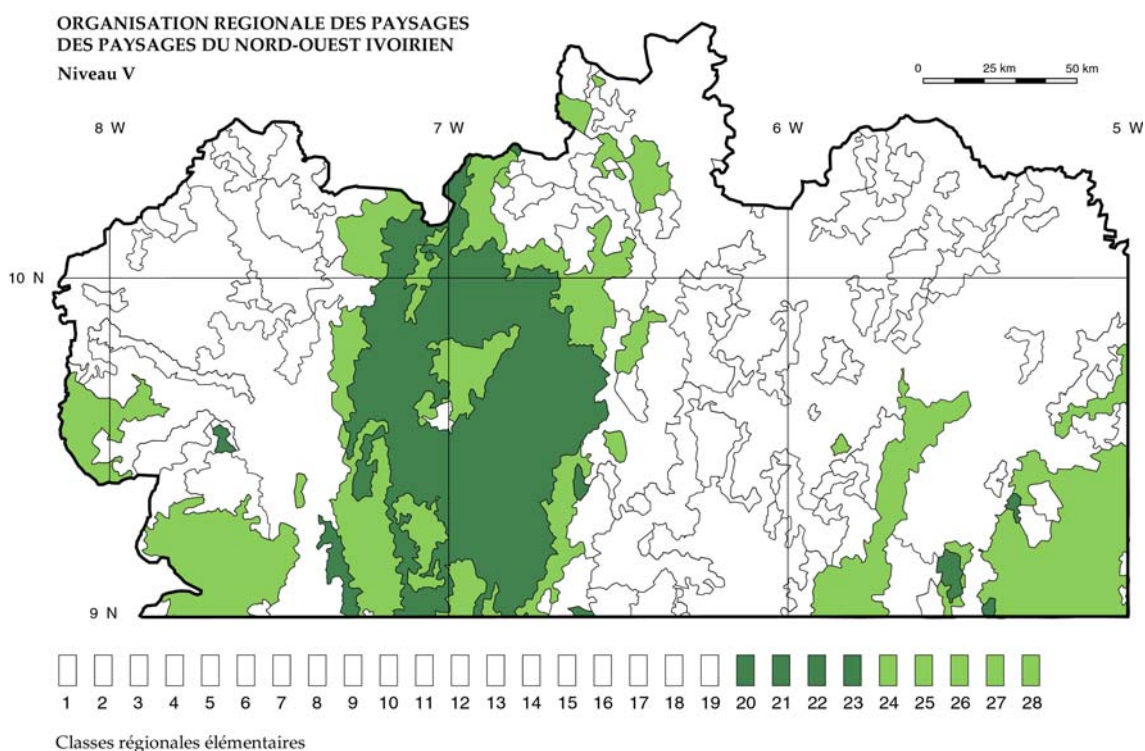 ORGANISATION REGIONALE DES PAYSAGES
DES PAYSAGES DU NORD-OUEST IVOIRIEN
Niveau V
0 25 km 50 km
8 W 7 W 6 W 5 W
10 N
9 N
1 2 3 4 5 6 7 8 9 10 11 12 13 14 15 16 17 18 19 20 21 22 23 24 25 26 27 28
Classes régionales élémentaires